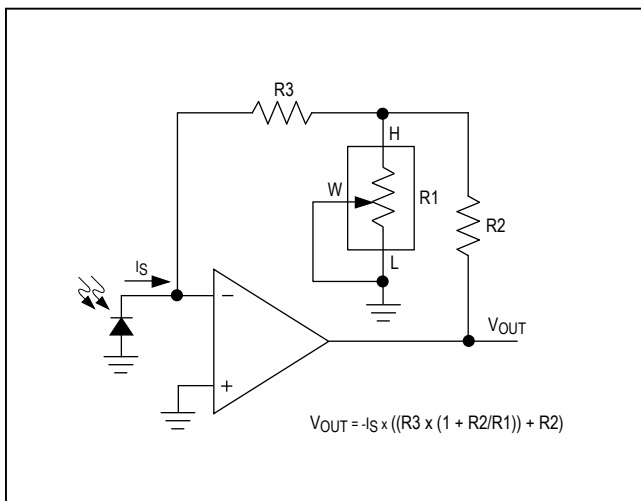 R3
H
W
R1
R2
L
IS
−
+
VOUT
VOUT = -IS x ((R3 x (1 + R2/R1)) + R2)